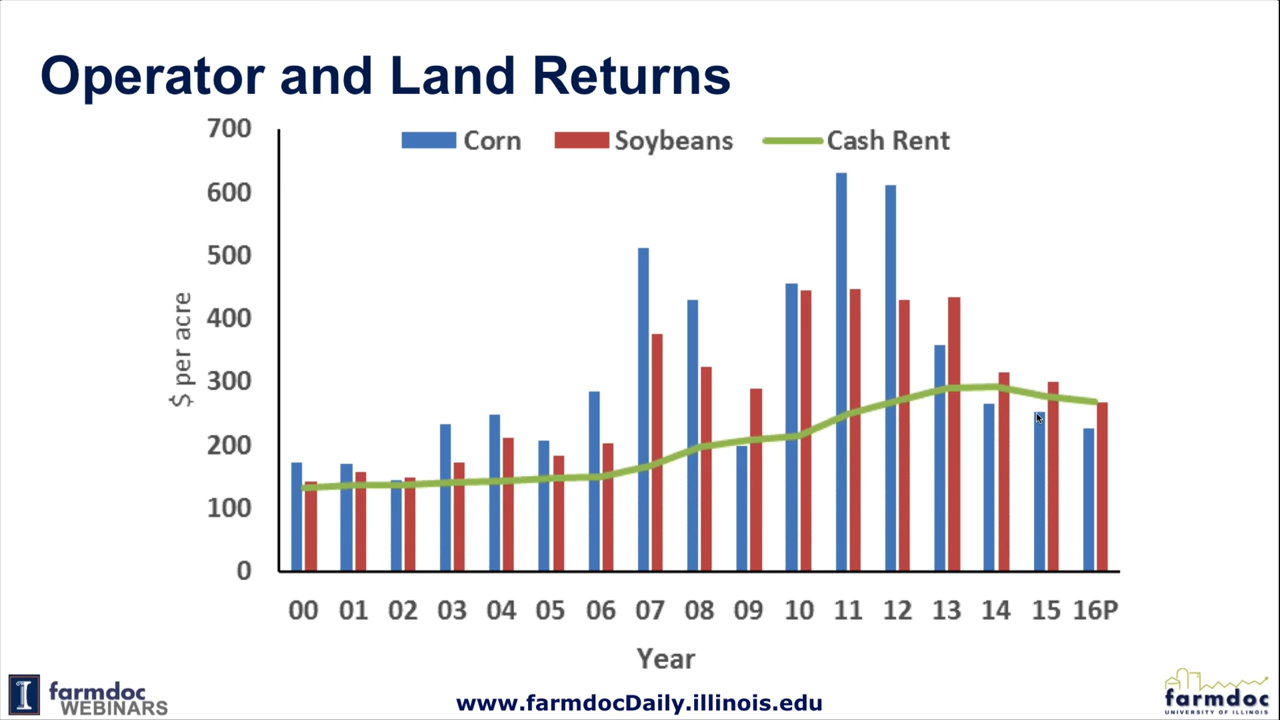 Operator and Land Returns
Corn Soybeans Cash Rent
700
600
500
400
300
200
100
0
$ per acre
00 01 02 03 04 05 06 07 08 09 10 11 12 13 14 15 16P
Year
I farmdoc
WEBINARS
www.farmdocDaily.illinois.edu
farmdoc
UNIVERSITY OF ILLINOIS